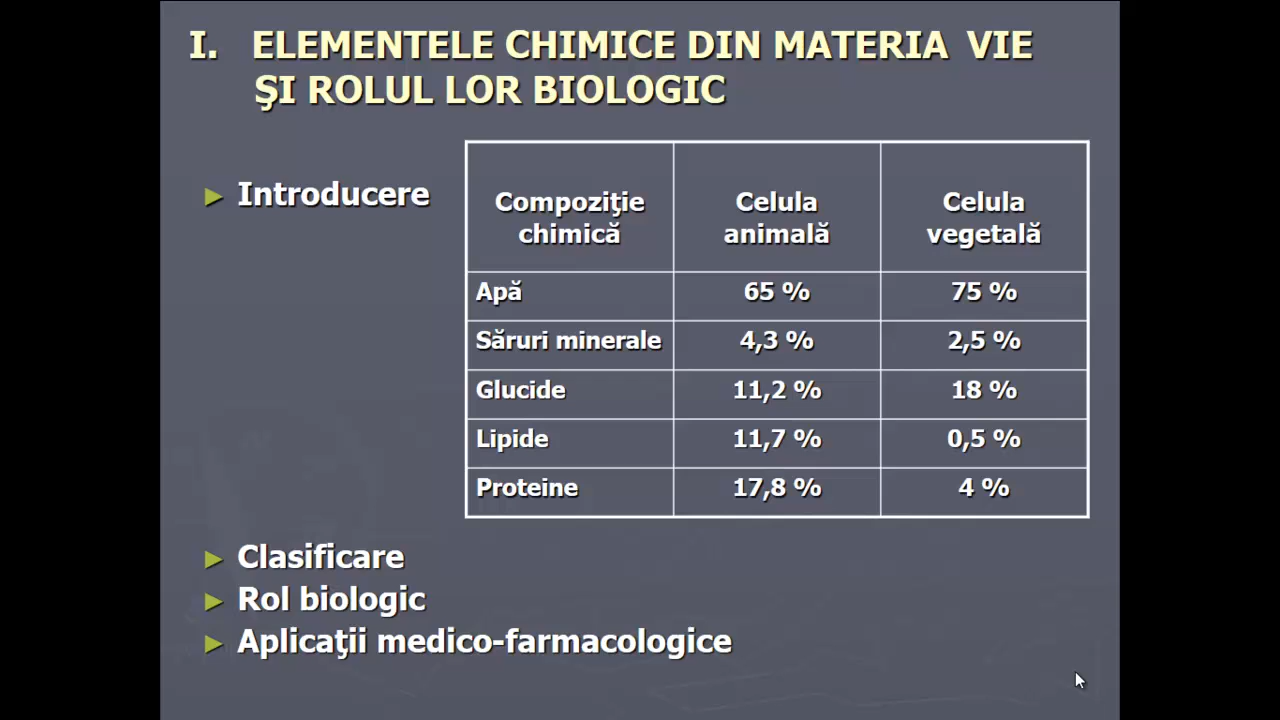 I. ELEMENTELE CHIMICE DIN MATERIA VIE
ŞI ROLUL LOR BIOLOGIC
► Introducere
Compoziţie chimică Celula animală Celula vegetală
Apă 65 % 75 %
Săruri minerale 4,3 % 2,5 %
Glucide 11,2 % 18 %
Lipide 11,7 % 0,5 %
Proteine 17,8 % 4 %
► Clasificare
► Rol biologic
► Aplicaţii medico-farmacologice